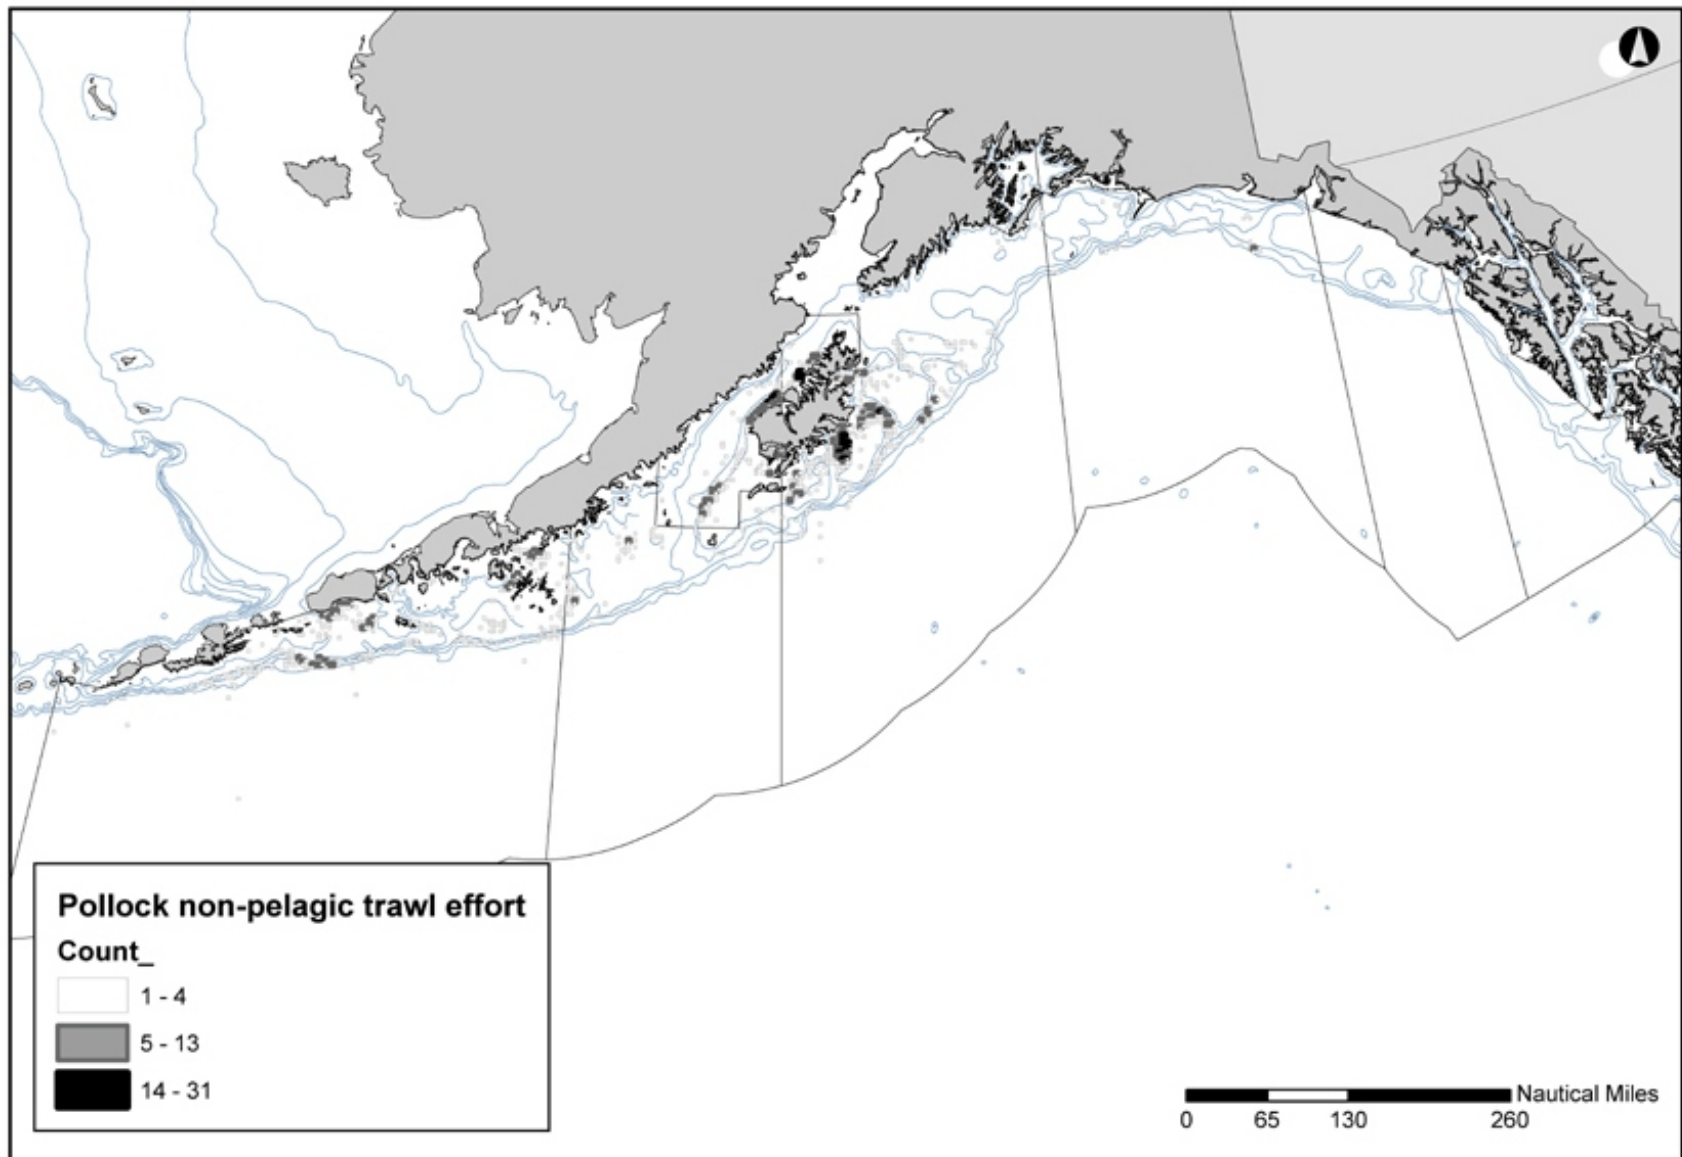 Pollock non-pelagic trawl effort
Count_
1 - 4
5 - 13
14 - 31
Nautical Miles
0 65 130 260